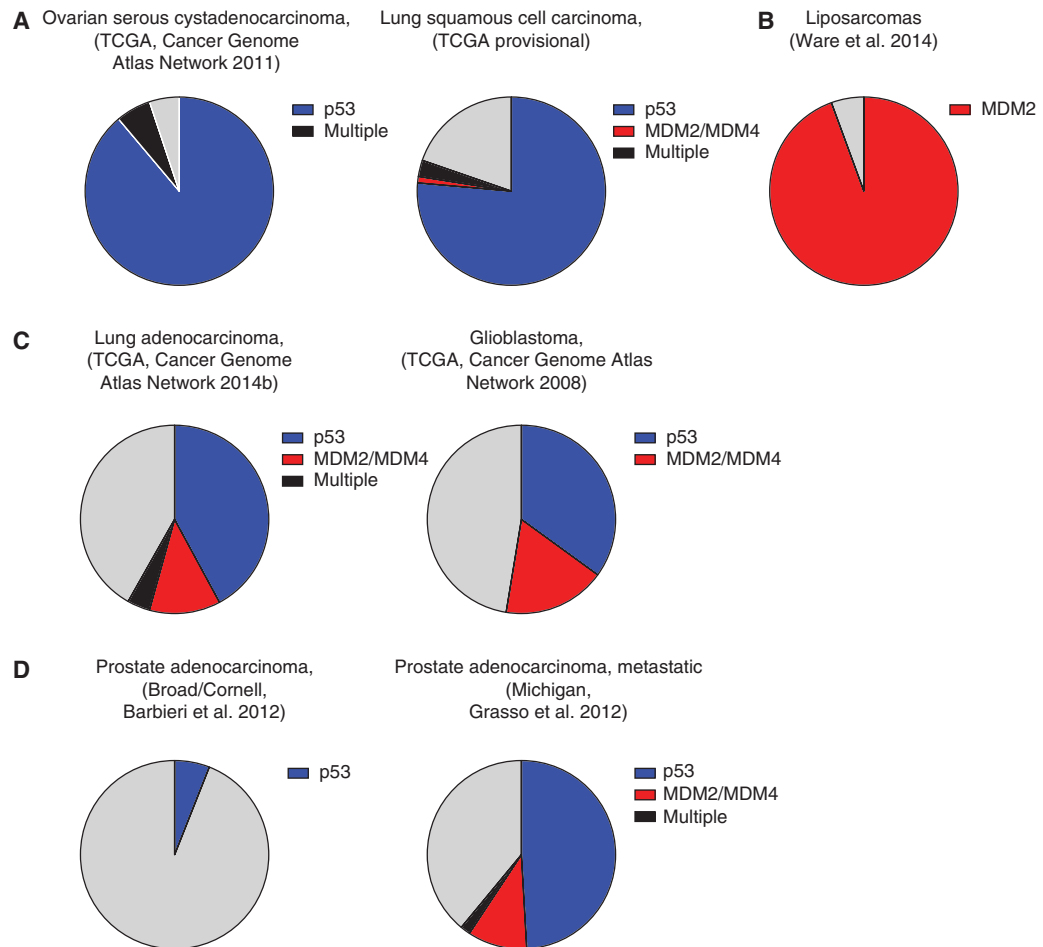 A
Ovarian serous cystadenocarcinoma,
(TCGA, Cancer Genome
Atlas Network 2011)
p53
Multiple
Lung squamous cell carcinoma,
(TCGA provisional)
p53
MDM2/MDM4
Multiple
B
Liposarcomas
(Ware et al. 2014)
MDM2
C
Lung adenocarcinoma,
(TCGA, Cancer Genome
Atlas Network 2014b)
p53
MDM2/MDM4
Multiple
Glioblastoma,
(TCGA, Cancer Genome Atlas
Network 2008)
p53
MDM2/MDM4
D
Prostate adenocarcinoma,
(Broad/Cornell,
Barbieri et al. 2012)
p53
Prostate adenocarcinoma, metastatic
(Michigan,
Grasso et al. 2012)
p53
MDM2/MDM4
Multiple